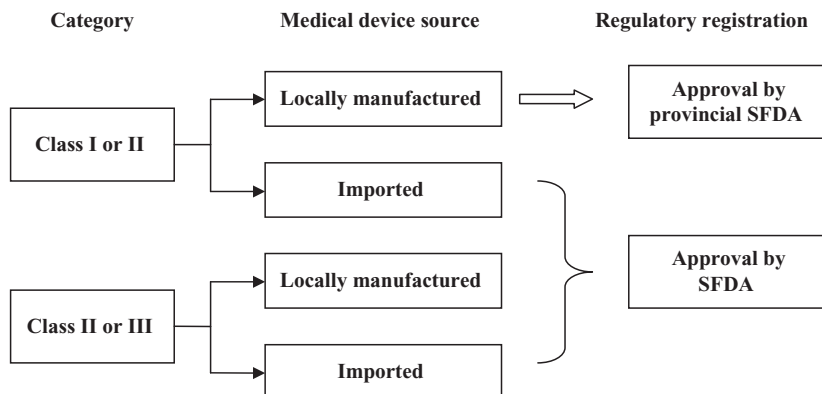 Category
Medical device source
Regulatory registration
Locally manufactured
Approval by
provincial SFDA
Class I or II
Imported
Locally manufactured
Approval by
SFDA
Class II or III
Imported